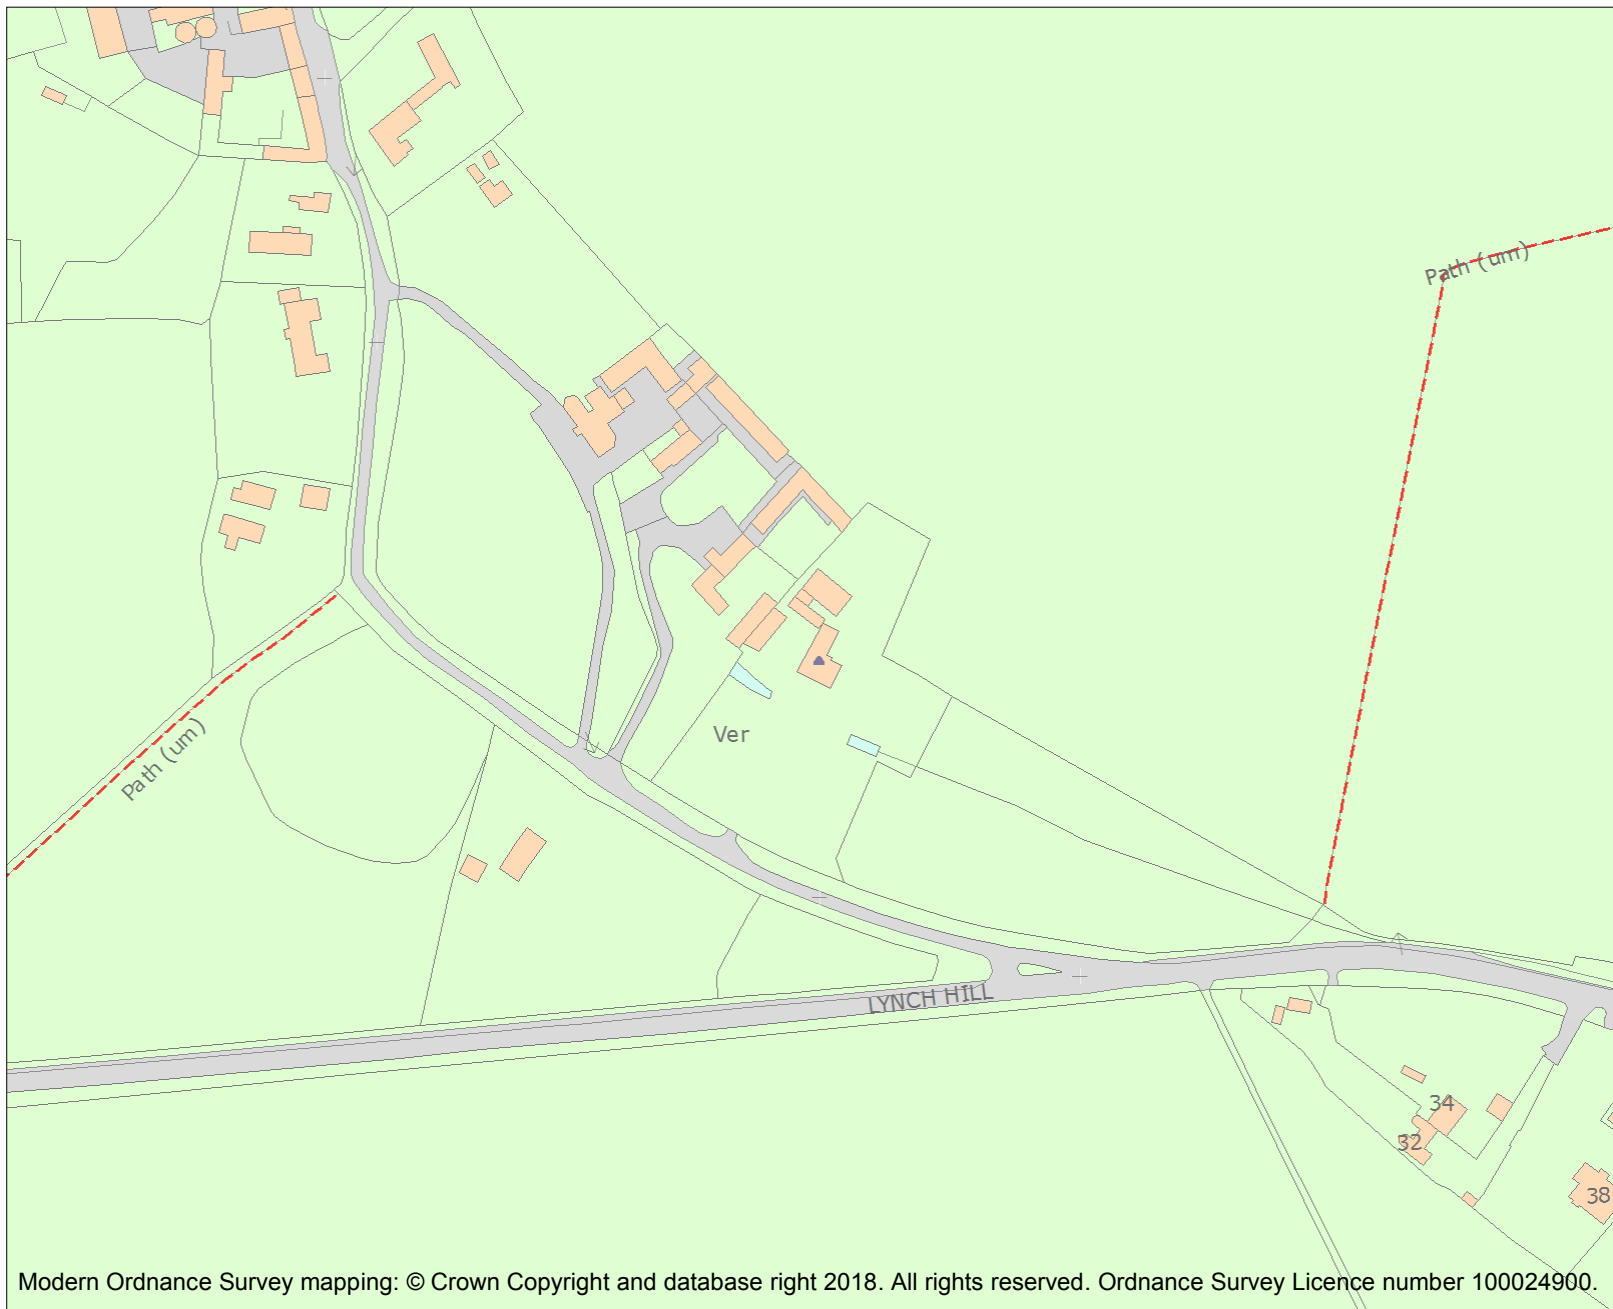 Path (um)
Path (um)
Ver
LYNCH HILL
34
32
38
Modern Ordnance Survey mapping: © Crown Copyright and database right 2018. All rights reserved. Ordnance Survey Licence number 100024900.